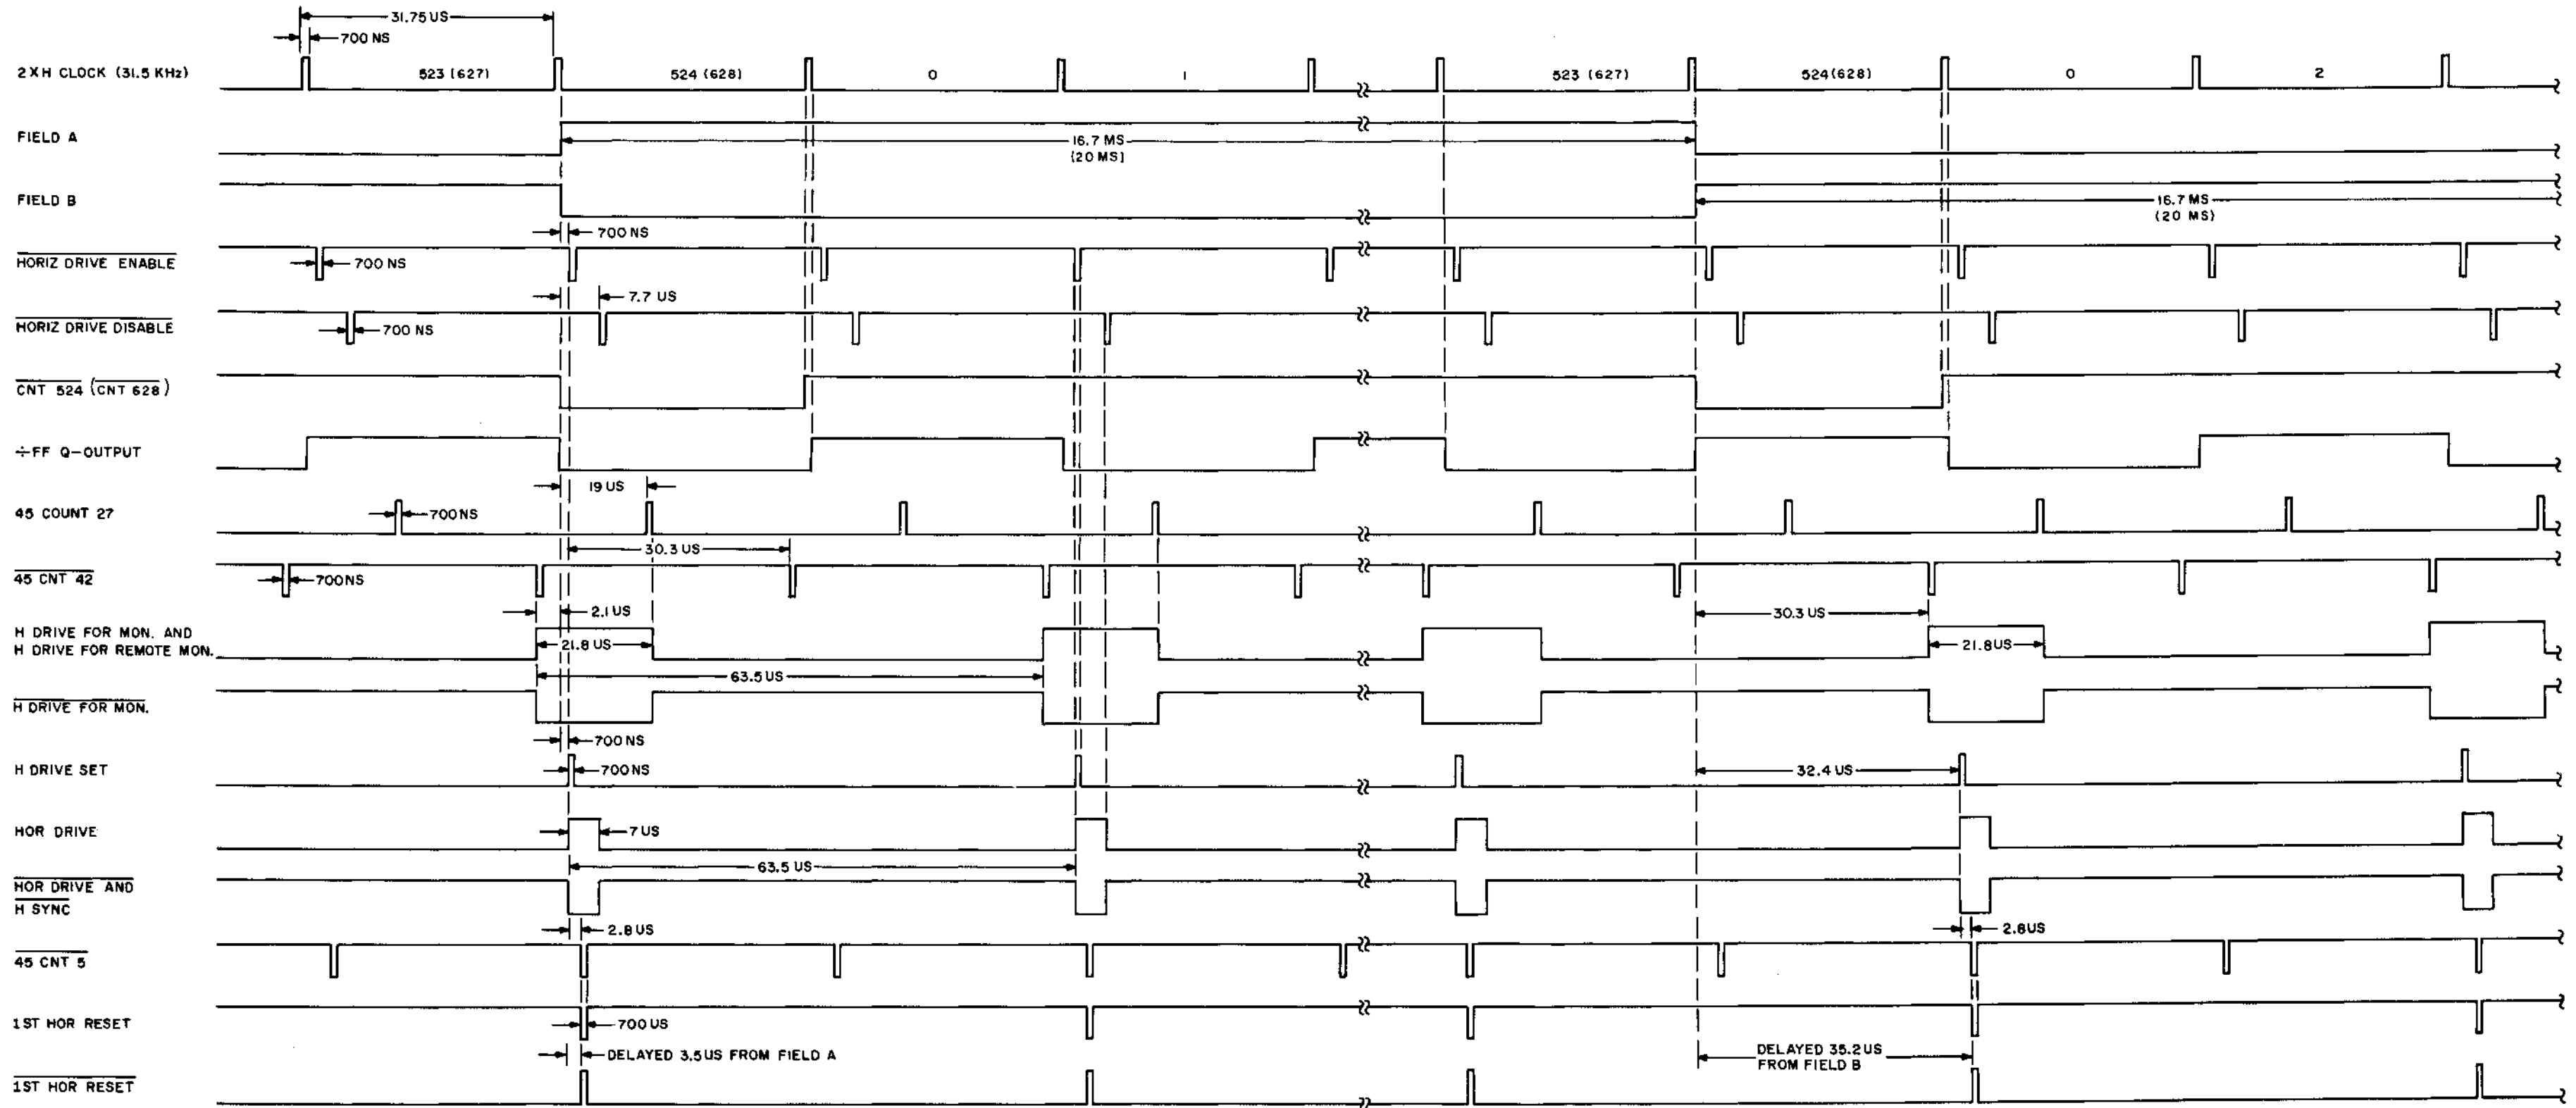 31.75 US
700 NS
2XH CLOCK (31.5 KHz)
523 (627)
524 (628)
0
1
523 (627)
524(628)
0
2
FIELD A
16.7 MS
(20 MS)
FIELD B
16.7 MS
(20 MS)
700 NS
HORIZ DRIVE ENABLE
700 NS
7.7 US
HORIZ DRIVE DISABLE
700 NS
CNT 524 (CNT 628)
÷FF Q-OUTPUT
19 US
45 COUNT 27
700NS
30.3 US
45 CNT 42
700NS
2.1 US
30.3 US
H DRIVE FOR MON. AND
H DRIVE FOR REMOTE MON.
21.8 US
21.8US
63.5 US
H DRIVE FOR MON.
700 NS
H DRIVE SET
700NS
32.4 US
HOR DRIVE
7 US
63.5 US
HOR DRIVE AND
H SYNC
2.8US
2.8US
45 CNT 5
1ST HOR RESET
700 US
DELAYED 3.5US FROM FIELD A
DELAYED 35.2US
FROM FIELD B
1ST HOR RESET